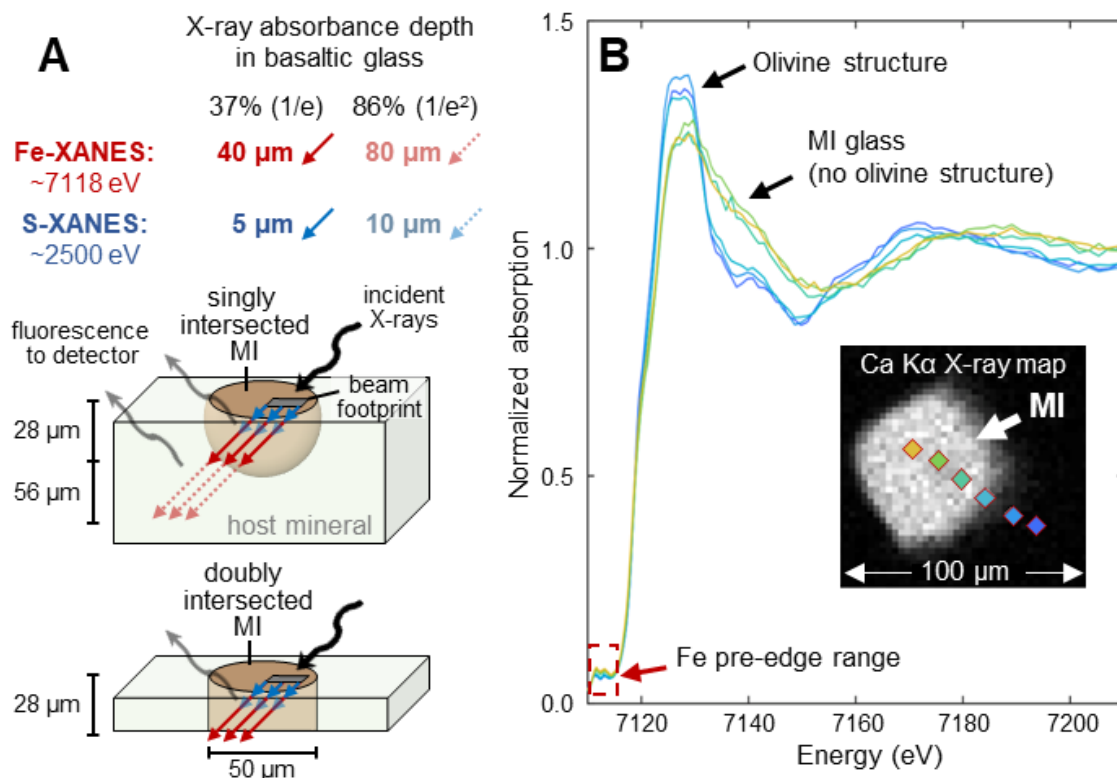 A
X-ray absorbance depth
in basaltic glass
37% (1/e) 86% (1/e²)
Fe-XANES: 40 µm 80 µm
~7118 eV
S-XANES: 5 µm 10 µm
~2500 eV
singly
intersected
MI
incident
X-rays
fluorescence
to detector
beam
footprint
28 µm
56 µm
host mineral
doubly
intersected
MI
28 µm
50 µm
B
1.5
1.0
0.5
0.0
Normalized absorption
Olivine structure
MI glass
(no olivine structure)
Ca Kα X-ray map
MI
100 µm
Fe pre-edge range
7120 7140 7160 7180 7200
Energy (eV)